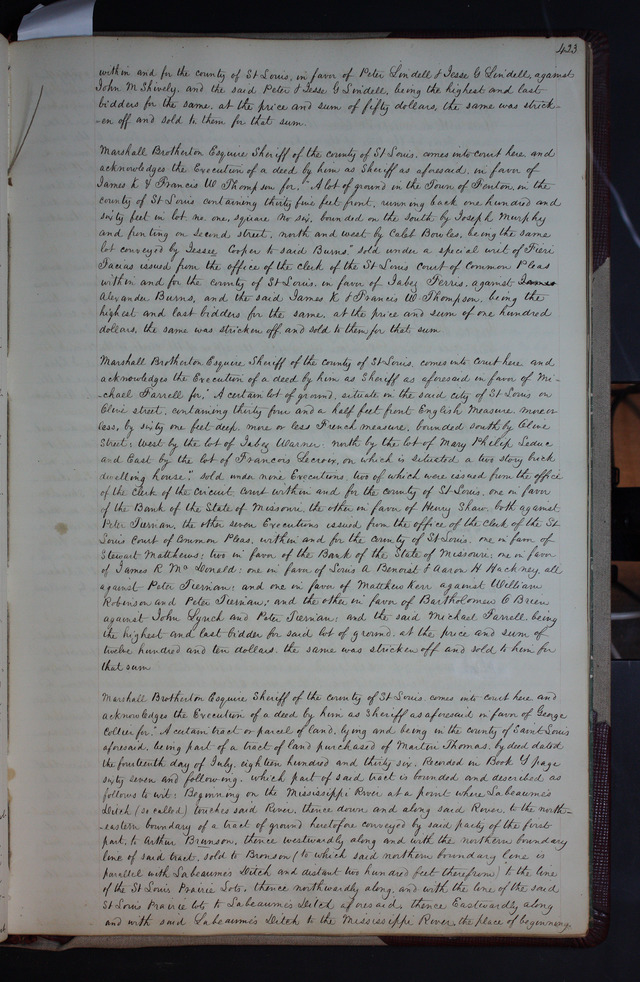 423
within and for the county of St Louis, in favor of Peter Lindell & Jesse G Lindell, against
John M Shively, and the said Peter & Jesse G Lindell, being the highest and last
bidders for the same, at the price and sum of fifty dollars, the same was strick-
-en off and sold to them for that sum
Marshall Brotherton Esquire Sheriff of the county of St Louis, comes into court here and
acknowledges the Execution of a deed by him as Sheriff as aforesaid, in favor of
James K & Francis W Thompson for, "A lot of ground in the Town of Fenton, in the
county of St Louis containing thirty five feet front, running back one hundred and
sixty feet in lot no one, square No six, bounded on the South by Joseph Murphy
and fronting on Second street, north and west by Caleb Bowles, being the same
lot conveyed by Jessee Cooper to said Burns" sold under a special writ of Fieri
Facias issued from the office of the clerk of the St Louis Court of Common Pleas
within and for the county of St Louis, in favor of Jabez Ferris, against James
Alexander Burns, and the said James K & Francis W Thompson, being the
highest and last bidders for the same, at the price and sum of one hundred
dollars, the same was stricken off and sold to them for that sum
Marshall Brotherton Esquire Sheriff of the county of St Louis, comes into court here and
acknowledges the Execution of a deed by him as Sheriff as aforesaid in favor of Mi-
-chael Farrell for, "A certain lot of ground, situate in the said city of St Louis on
Olive street, containing thirty four and a half feet front English measure, more or
less, by sixty one feet deep, more or less French measure, bounded south by Olive
Street; West by the lot of Jabez Warner: north by the lot of Mary Philip Leduc
and East by the lot of Francois Lecroix, on which is situated a two story brick
dwelling house:" sold under nine Executions, two of which were issued from the office
of the Clerk of the circuit court within and for the county of St Louis, one in favor
of the Bank of the State of Missouri, the other in favor of Henry Shaw, both against
Peter Tiernan, the other seven Executions issued from the office of the clerk of the St
Louis Court of Common Pleas, within and for the county of St Louis, one in favor of
Stewart Matthews; two in favor of the Bank of the State of Missouri; one in favor
of James R Mc Donald; one in favor of Louis A Benoist & Aaron H Hackney, all
against Peter Tiernan; and one in favor of Matthew Kerr against William
Robinson and Peter Tiernan; and the other in favor of Bartholomew O Brien
against John Lynch and Peter Tiernan; and the said Michael Farrell being
the highest and last bidder for said lot of ground, at the price and sum of
twelve hundred and ten dollars, the same was stricken off and sold to him for
that sum
Marshall Brotherton Esquire Sheriff of the county of St Louis, comes into court here and
acknowledges the Execution of a deed by him as Sheriff as aforesaid in favor of George
Collier for, "A certain tract or parcel of land, lying and being in the county of Saint Louis
aforesaid, being part of a tract of land purchased of Martin Thomas, by deed dated
the fourteenth day of July, eighteen hundred and thirty six, Recorded in Book Y page
sixty seven and following, which part of said tract is bounded and described as
follows to wit: Beginning on the Mississippi River at a point where Labeaume's
Ditch (so called) touches said River, thence down and along said River, to the north-
-eastern boundary of a tract of ground heretofore conveyed by said party of the first
part, to Arthur Brunson, thence westwardly along and with the northern boundary
line of said tract, sold to Bronson (to which said northern boundary line is
parallel with Labeaume's Ditch and distant two hundred feet therefrom) to the line
of the St Louis Prairie Lots, thence northwardly along, and with the line of the said
St Louis Prairie lots to Labeaume's Ditch aforesaid, thence Eastwardly along
and with said Labeaume's Ditch to the Mississippi River, the place of beginning,